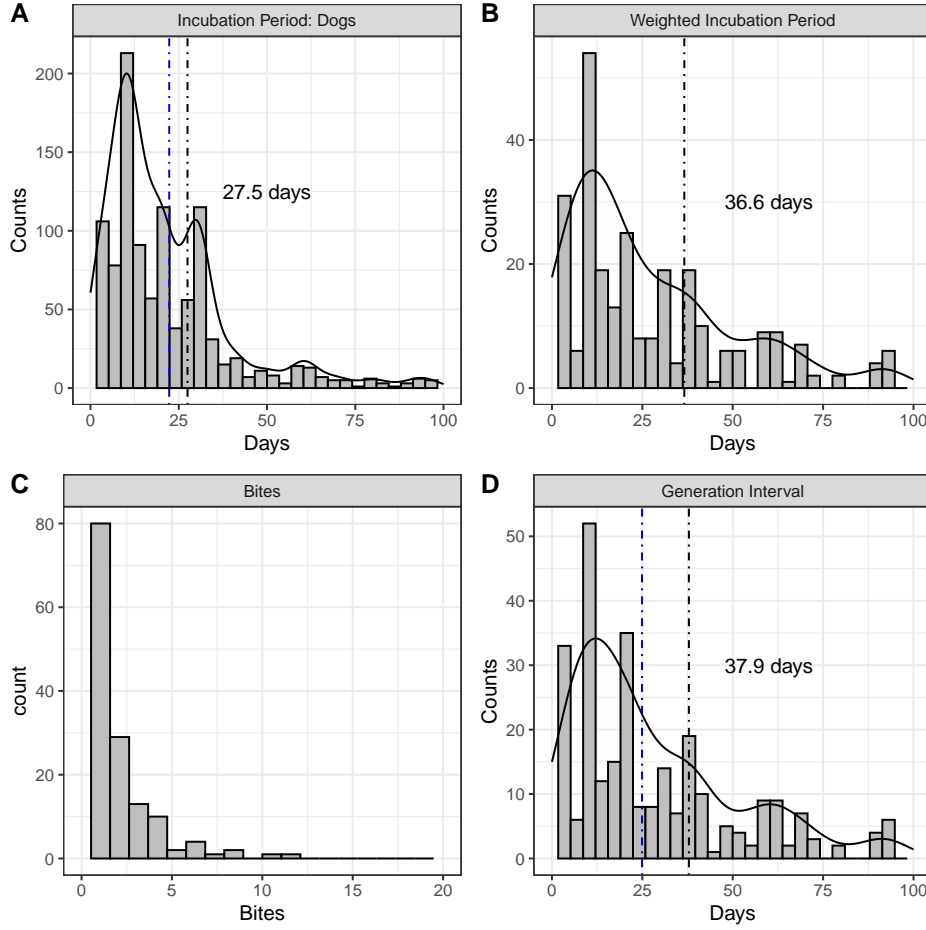 A
Incubation Period: Dogs
Counts
200
150
100
50
0
27.5 days
0 25 50 75 100
Days
B
Weighted Incubation Period
Counts
40
20
0
36.6 days
0 25 50 75 100
Days
C
Bites
count
80
60
40
20
0
0 5 10 15 20
Bites
D
Generation Interval
Counts
50
40
30
20
10
0
37.9 days
0 25 50 75 100
Days